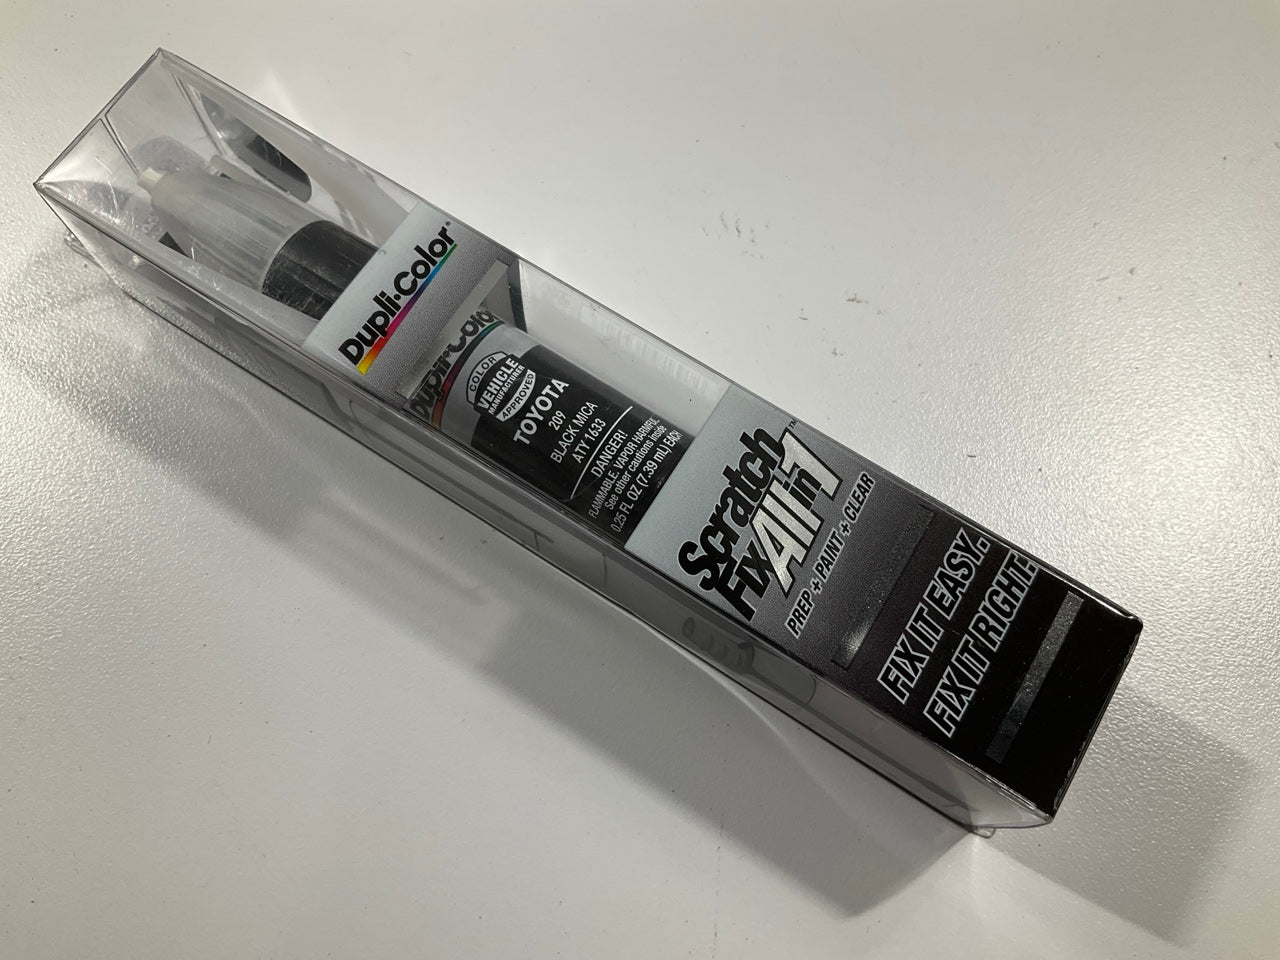 Dupli-Color®
Dupli-Color
COLOR
VEHICLE
MANUFACTURER
APPROVED
TOYOTA
209
BLACK MICA
ATY 1633
DANGER!
FLAMMABLE. VAPOR HARMFUL
See other cautions inside
0.25 FL OZ (7.39 mL) EACH
Scratch
Fix All in 1™
PREP + PAINT + CLEAR
FIX IT EASY.
FIX IT RIGHT!